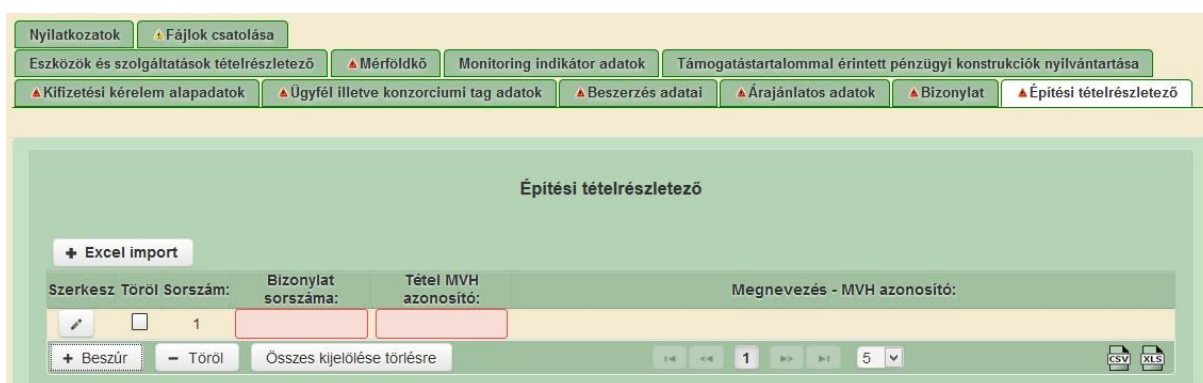 Nyilatkozatok Fájlok csatolása
Eszközök és szolgáltatások tételrészletező Mérföldkő Monitoring indikátor adatok Támogatástartalommal érintett pénzügyi konstrukciók nyilvántartása
Kifizetési kérelem alapadatok Ügyfél illetve konzorciumi tag adatok Beszerzés adatai Árajánlatos adatok Bizonylat Építési tételrészletező
Építési tételrészletező
+ Excel import
Szerkesz Töröl Sorszám: Bizonylat sorszáma: Tétel MVH azonosító: Megnevezés - MVH azonosító:
1
+ Beszúr − Töröl Összes kijelölése törlésre 1 5 CSV XLS